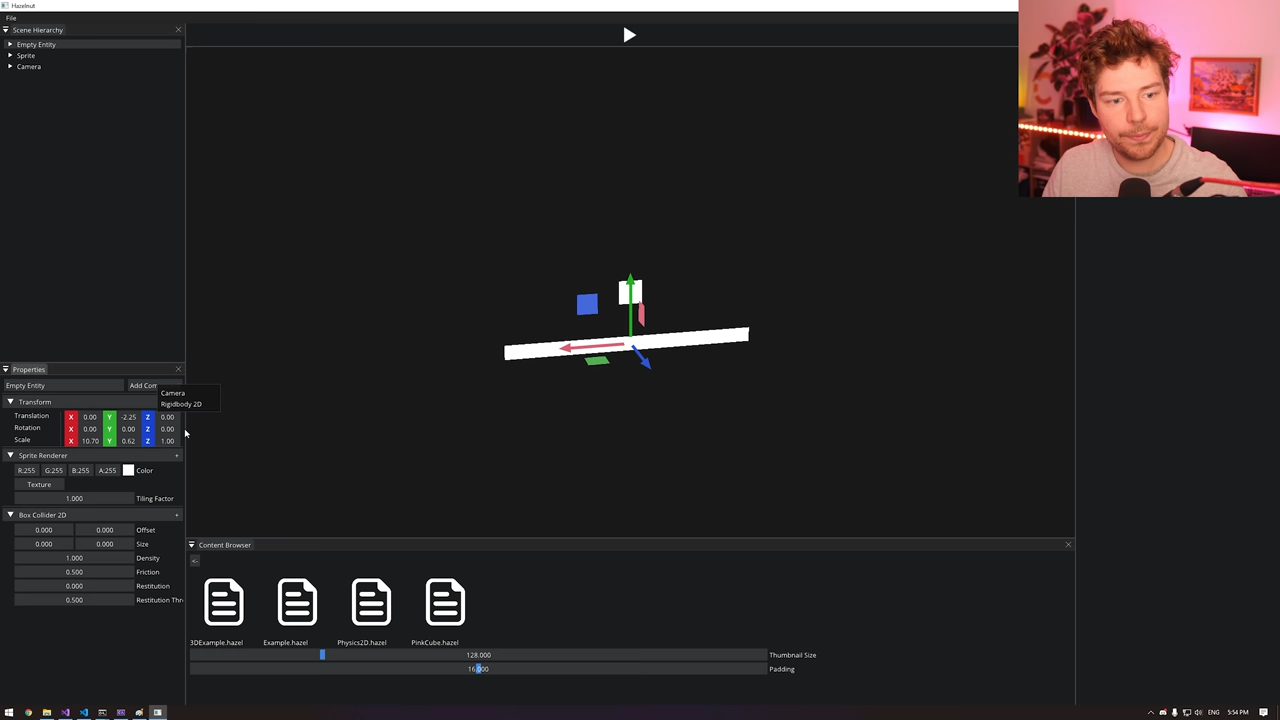 Hazelnut
File
Scene Hierarchy
Empty Entity
Sprite
Camera
Properties
Empty Entity
Add Com
Camera
Rigidbody 2D
Transform
Translation X 0.00 Y -2.25 Z 0.00
Rotation X 0.00 Y 0.00 Z 0.00
Scale X 10.70 Y 0.62 Z 1.00
Sprite Renderer +
R:255 G:255 B:255 A:255 Color
Texture
1.000 Tiling Factor
Box Collider 2D +
0.000 0.000 Offset
0.000 0.000 Size
1.000 Density
0.500 Friction
0.000 Restitution
0.500 Restitution Thr
Content Browser
<-
3DExample.hazel Example.hazel Physics2D.hazel PinkCube.hazel
128.000 Thumbnail Size
16.000 Padding
ENG 5:54 PM